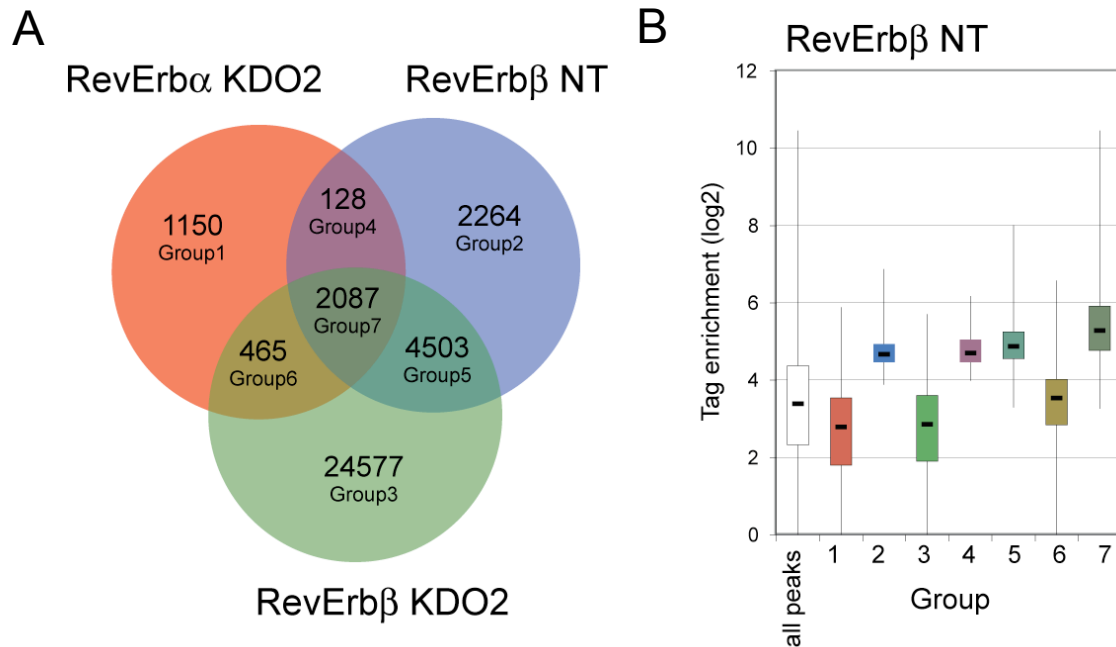 A
RevErbα KDO2
RevErbβ NT
128
Group4
1150
Group1
2264
Group2
2087
Group7
465
Group6
4503
Group5
24577
Group3
RevErbβ KDO2
B
RevErbβ NT
Tag enrichment (log2)
12
10
8
6
4
2
0
all peaks
1
2
3
4
5
6
7
Group